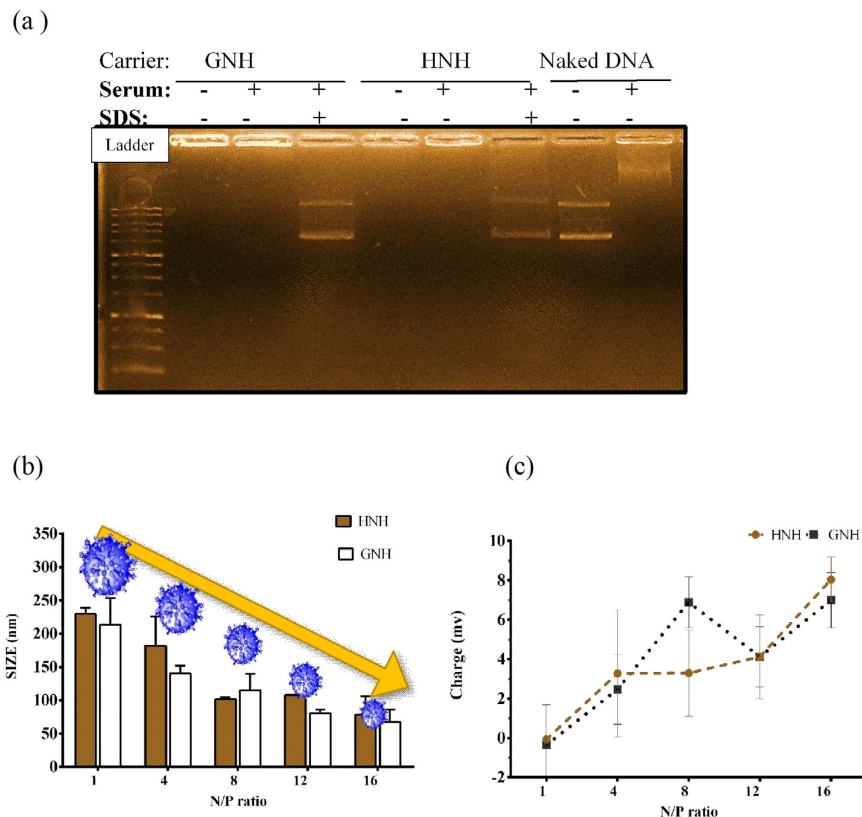 (a )
Carrier: GNH HNH Naked DNA
Serum: - + + - + + - +
SDS: - - + - - + - -
Ladder
(b)
HNH
GNH
SIZE (nm)
350
300
250
200
150
100
50
0
1 4 8 12 16
N/P ratio
(c)
HNH GNH
Charge (mv)
10
8
6
4
2
0
-2
1 4 8 12 16
N/P ratio